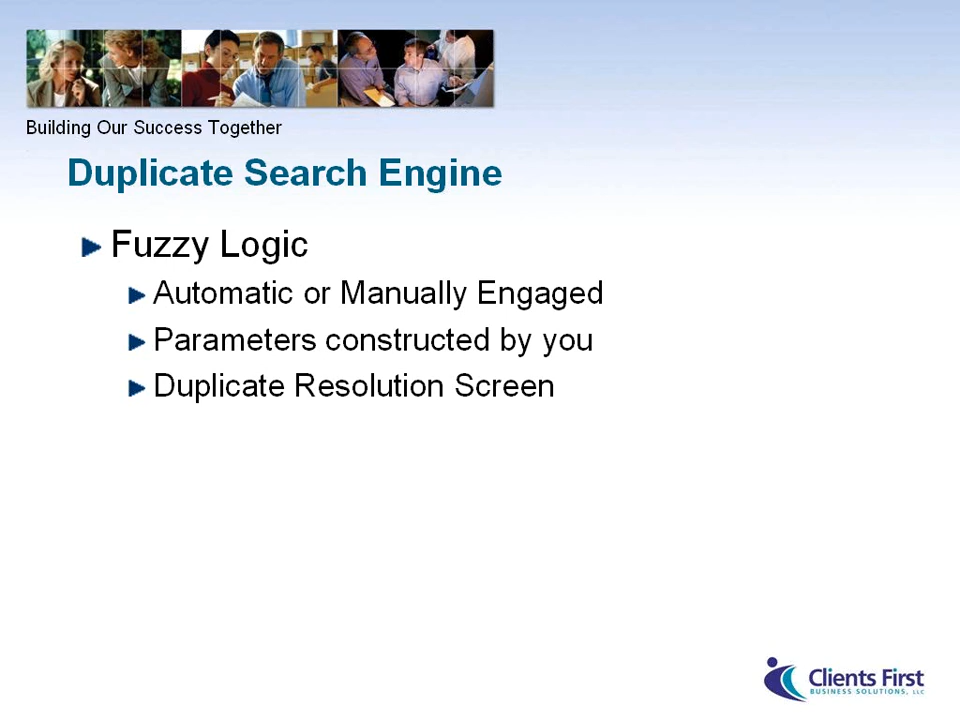 Building Our Success Together
Duplicate Search Engine
Fuzzy Logic
Automatic or Manually Engaged
Parameters constructed by you
Duplicate Resolution Screen
Clients First
BUSINESS SOLUTIONS, LLC